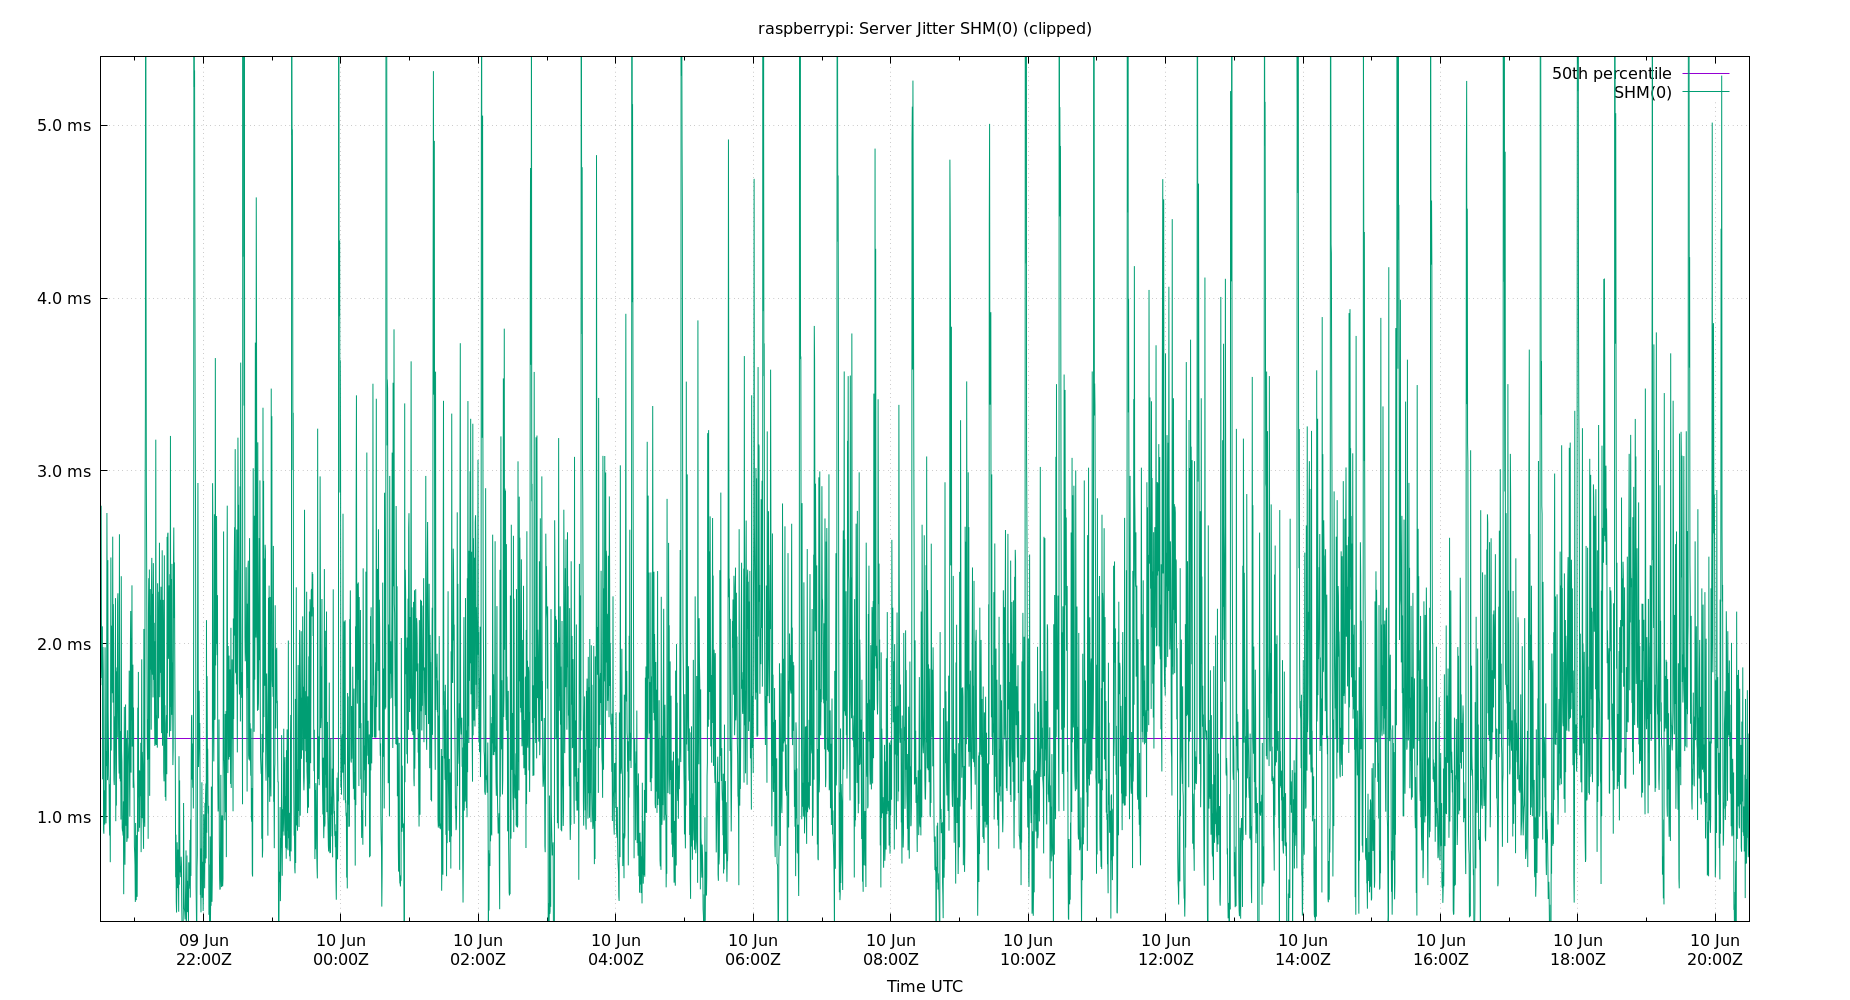 raspberrypi: Server Jitter SHM(0) (clipped)
50th percentile
SHM(0)
5.0 ms
4.0 ms
3.0 ms
2.0 ms
1.0 ms
09 Jun 10 Jun 10 Jun 10 Jun 10 Jun 10 Jun 10 Jun 10 Jun 10 Jun 10 Jun 10 Jun 10 Jun
22:00Z 00:00Z 02:00Z 04:00Z 06:00Z 08:00Z 10:00Z 12:00Z 14:00Z 16:00Z 18:00Z 20:00Z
Time UTC